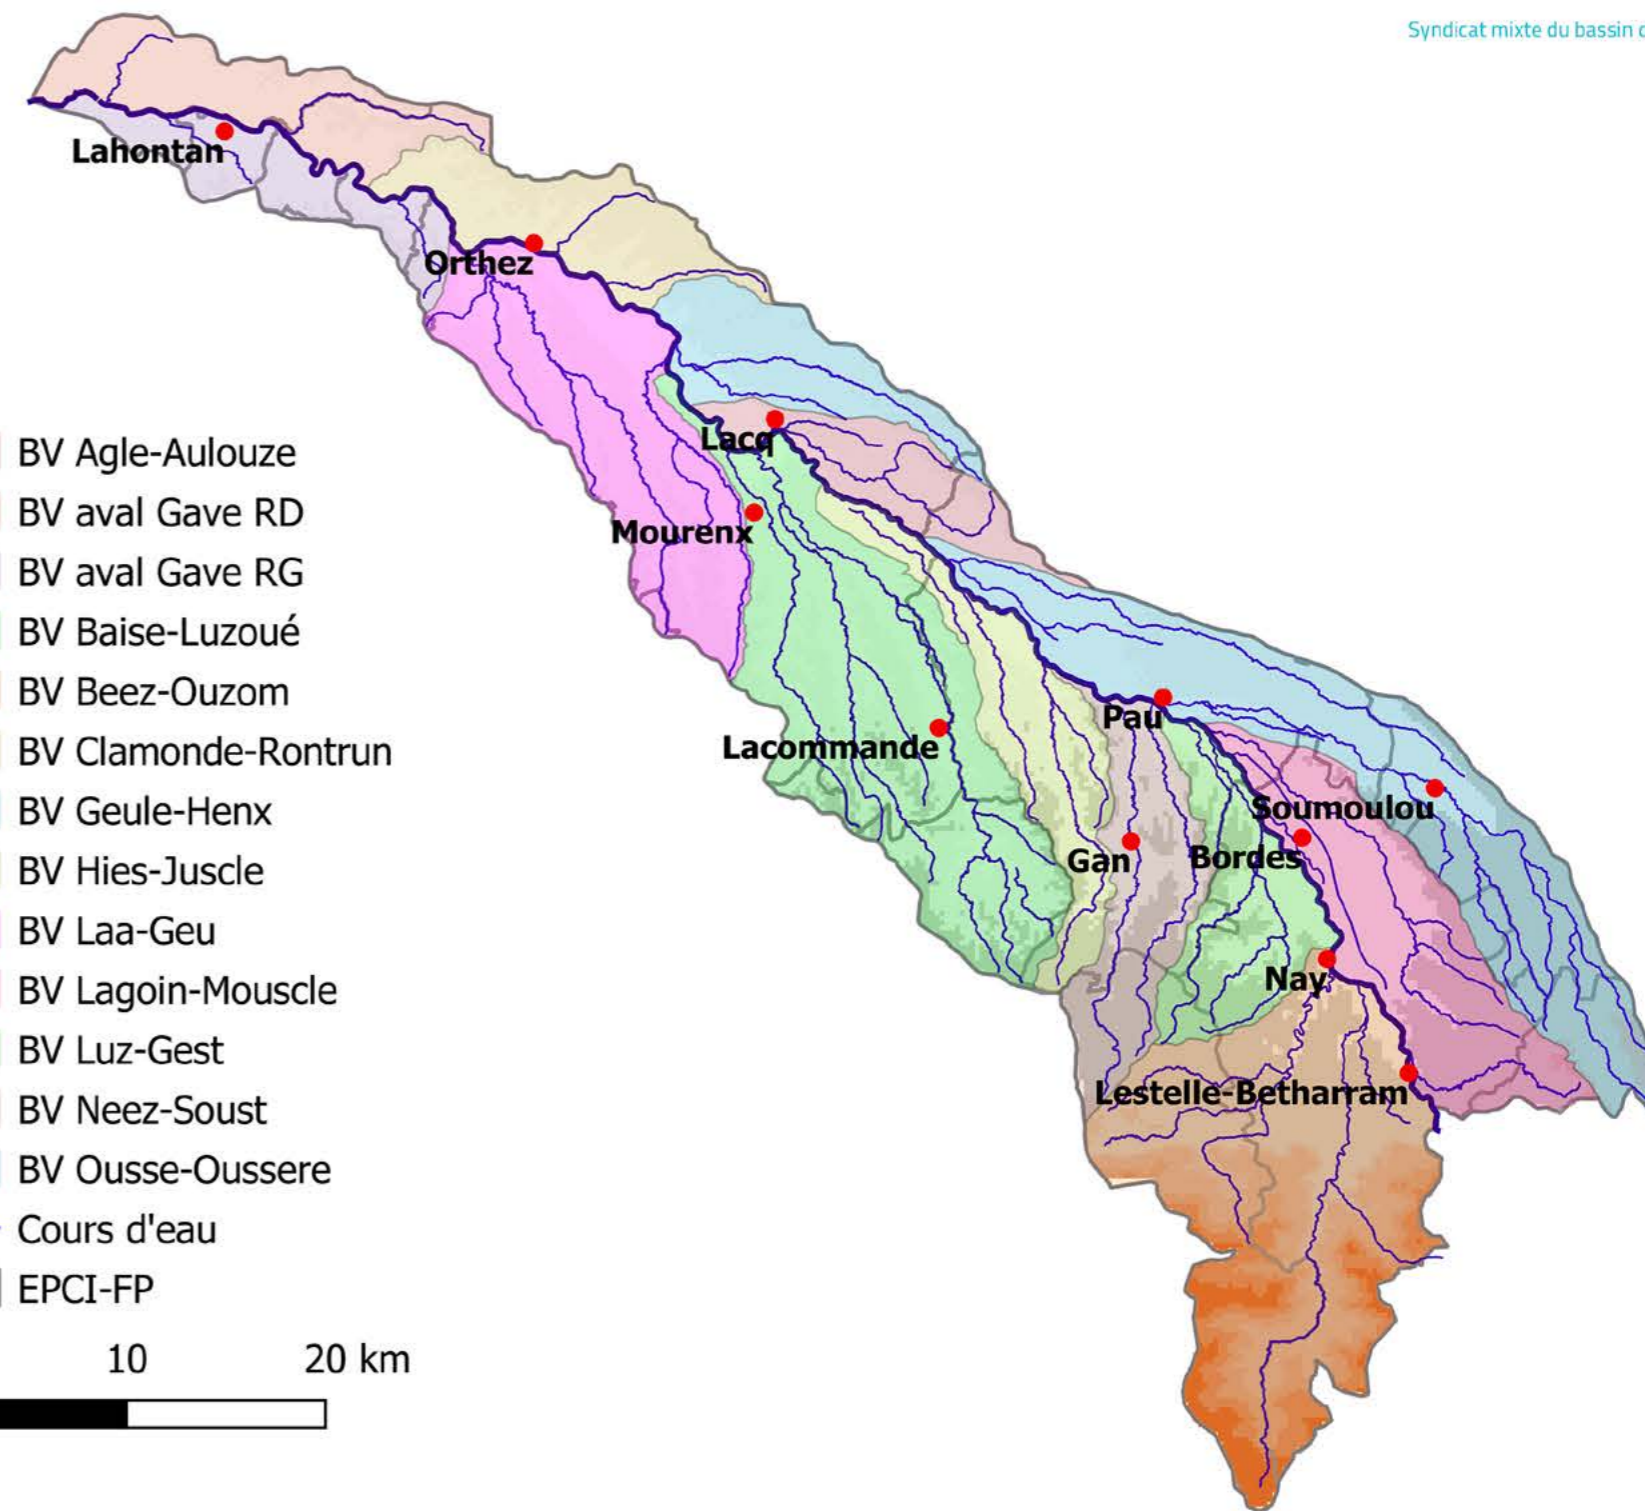 Syndicat mixte du bassin d
Lahontan
Orthez
Lacq
Mourenx
Pau
Lacommande
Soumoulou
Gan
Bordes
Nay
Lestelle-Betharram
BV Agle-Aulouze
BV aval Gave RD
BV aval Gave RG
BV Baise-Luzoué
BV Beez-Ouzom
BV Clamonde-Rontrun
BV Geule-Henx
BV Hies-Juscle
BV Laa-Geu
BV Lagoin-Mouscle
BV Luz-Gest
BV Neez-Soust
BV Ousse-Oussere
Cours d'eau
EPCI-FP
10 20 km